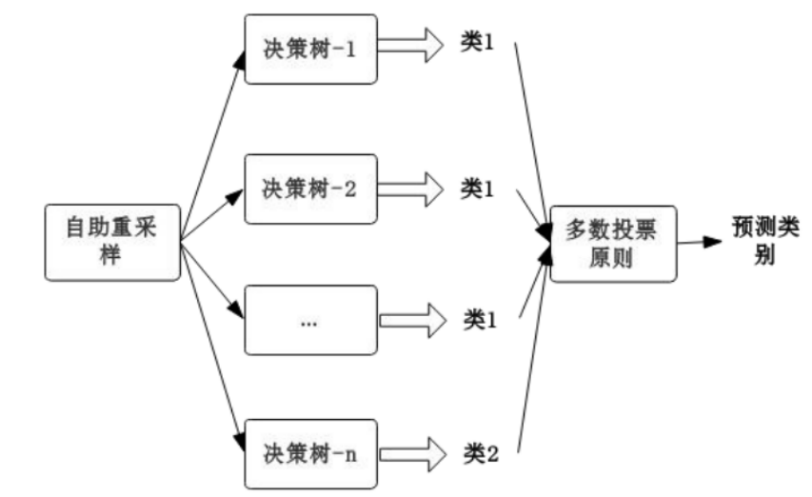 决策树-1
类1
决策树-2
类1
自助重采
样
多数投票
原则
预测类
别
...
类1
决策树-n
类2